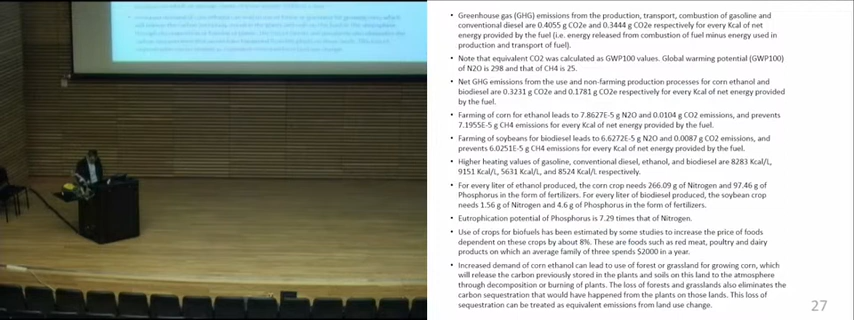 • Greenhouse gas (GHG) emissions from the production, transport, combustion of gasoline and
conventional diesel are 0.4055 g CO2e and 0.3444 g CO2e respectively for every Kcal of net
energy provided by the fuel (i.e. energy released from combustion of fuel minus energy used in
production and transport of fuel).
• Note that equivalent CO2 was calculated as GWP100 values. Global warming potential (GWP100)
of N2O is 298 and that of CH4 is 25.
• Net GHG emissions from the use and non-farming production processes for corn ethanol and
biodiesel are 0.3231 g CO2e and 0.1781 g CO2e respectively for every Kcal of net energy provided
by the fuel.
• Farming of corn for ethanol leads to 7.8627E-5 g N2O and 0.0104 g CO2 emissions, and prevents
7.1955E-5 g CH4 emissions for every Kcal of net energy provided by the fuel.
• Farming of soybeans for biodiesel leads to 6.6272E-5 g N2O and 0.0087 g CO2 emissions, and
prevents 6.0251E-5 g CH4 emissions for every Kcal of net energy provided by the fuel.
• Higher heating values of gasoline, conventional diesel, ethanol, and biodiesel are 8283 Kcal/L,
9151 Kcal/L, 5631 Kcal/L, and 8524 Kcal/L respectively.
• For every liter of ethanol produced, the corn crop needs 266.09 g of Nitrogen and 97.46 g of
Phosphorus in the form of fertilizers. For every liter of biodiesel produced, the soybean crop
needs 1.56 g of Nitrogen and 4.6 g of Phosphorus in the form of fertilizers.
• Eutrophication potential of Phosphorus is 7.29 times that of Nitrogen.
• Use of crops for biofuels has been estimated by some studies to increase the price of foods
dependent on these crops by about 8%. These are foods such as red meat, poultry and dairy
products on which an average family of three spends $2000 in a year.
• Increased demand of corn ethanol can lead to use of forest or grassland for growing corn, which
will release the carbon previously stored in the plants and soils on this land to the atmosphere
through decomposition or burning of plants. The loss of forests and grasslands also eliminates the
carbon sequestration that would have happened from the plants on those lands. This loss of
sequestration can be treated as equivalent emissions from land use change.
27